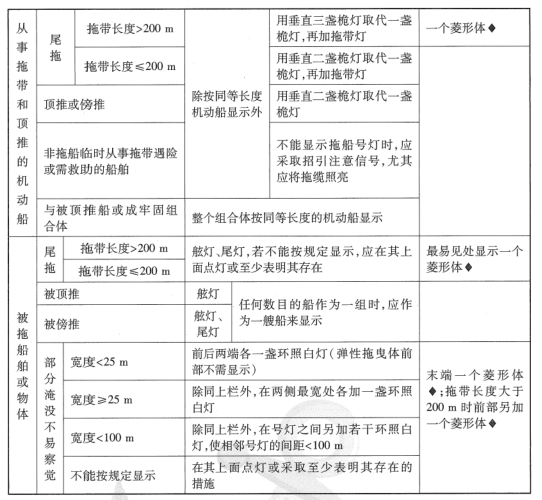 从事拖带和顶推的机动船
尾拖
拖带长度>200 m
拖带长度≤200 m
顶推或傍推
非拖船临时从事拖带遇险
或需救助的船舶
除按同等长度
机动船显示外
用垂直三盏桅灯取代一盏
桅灯,再加拖带灯
用垂直二盏桅灯取代一盏
桅灯,再加拖带灯
用垂直二盏桅灯取代一盏
桅灯
不能显示拖船号灯时,应
采取招引注意信号,尤其
应将拖缆照亮
一个菱形体♦
与被顶推船或成牢固组
合体
整个组合体按同等长度的机动船显示
被拖船舶或物体
尾拖
拖带长度>200 m
拖带长度≤200 m
舷灯、尾灯,若不能按规定显示,应在其上
面点灯或至少表明其存在
最易见处显示一个
菱形体♦
被顶推
舷灯
被傍推
舷灯、
尾灯
任何数目的船作为一组时,应作
为一艘船来显示
部分淹没不易察觉
宽度<25 m
前后两端各一盏环照白灯(弹性拖曳体前
部不需显示)
宽度≥25 m
除同上栏外,在两侧最宽处各加一盏环照
白灯
宽度<100 m
除同上栏外,在号灯之间另加若干环照白
灯,使相邻号灯的间距<100 m
不能按规定显示
在其上面点灯或采取至少表明其存在的
措施
末端一个菱形体
♦;拖带长度大于
200 m 时前部另加
一个菱形体♦